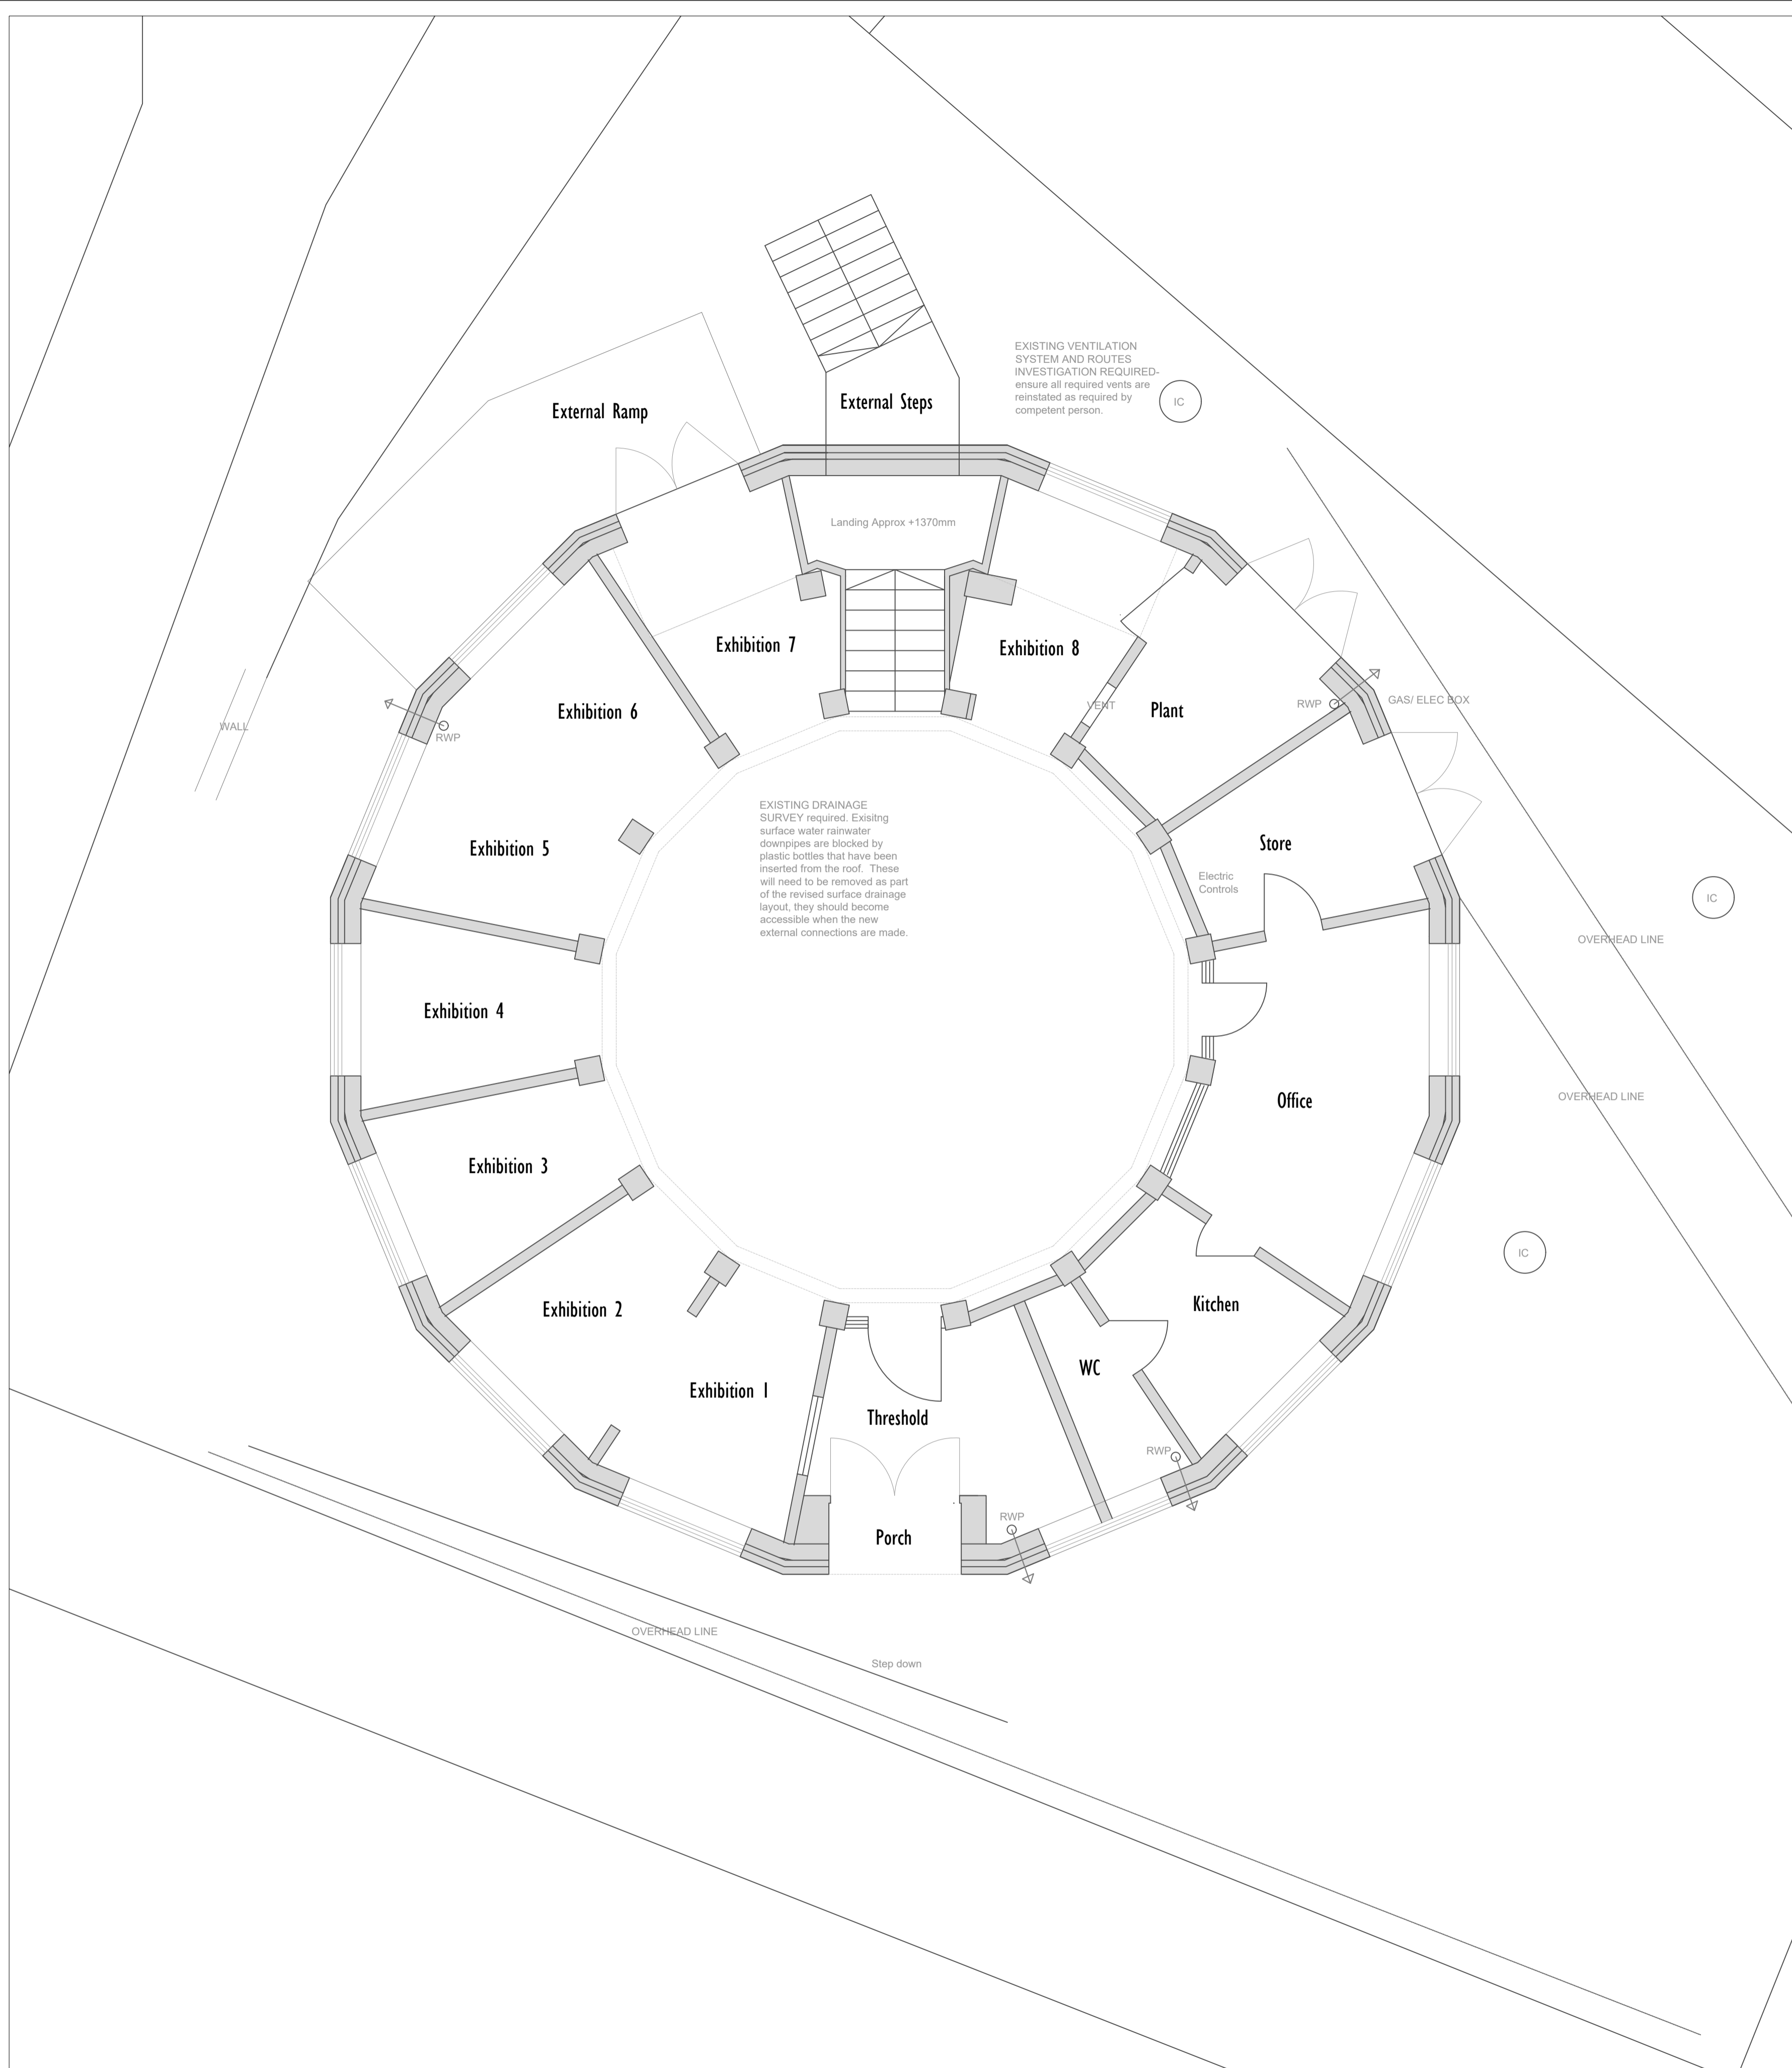 EXISTING VENTILATION
SYSTEM AND ROUTES
INVESTIGATION REQUIRED-
ensure all required vents are
reinstated as required by
competent person.
IC
External Steps
External Ramp
Landing Approx +1370mm
Exhibition 7
Exhibition 8
Exhibition 6
Plant
VENT
RWP
GAS/ ELEC BOX
WALL
RWP
EXISTING DRAINAGE
SURVEY required. Exisitng
surface water rainwater
downpipes are blocked by
plastic bottles that have been
inserted from the roof. These
will need to be removed as part
of the revised surface drainage
layout, they should become
accessible when the new
external connections are made.
Exhibition 5
Store
Electric
Controls
IC
OVERHEAD LINE
Exhibition 4
Office
OVERHEAD LINE
Exhibition 3
IC
Exhibition 2
Kitchen
WC
Exhibition 1
Threshold
RWP
RWP
Porch
OVERHEAD LINE
Step down